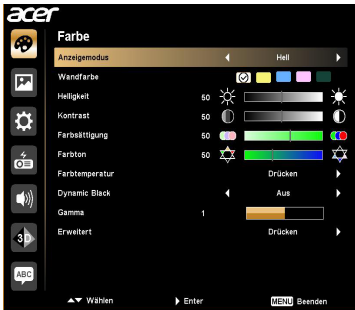 acer
Farbe
Anzeigemodus Hell
Wandfarbe
Helligkeit 50
Kontrast 50
Farbsättigung 50
Farbton 50
Farbtemperatur Drücken
Dynamic Black Aus
Gamma 1
Erweitert Drücken
3D
ABC
Wählen Enter MENU Beenden